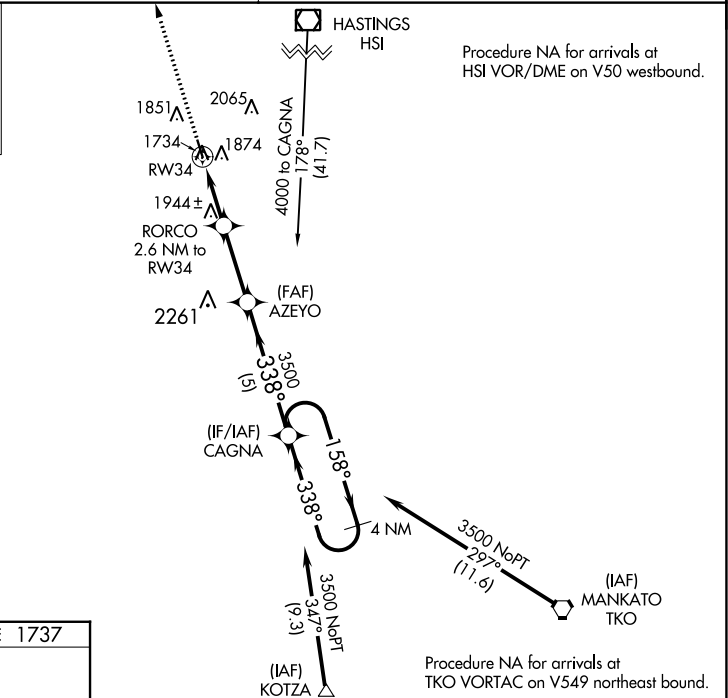 HASTINGS
HSI
Procedure NA for arrivals at
HSI VOR/DME on V50 westbound.
4000 to CAGNA
178°
(41.7)
1851
2065
1734
1874
RW34
1944±
RORCO
2.6 NM to
RW34
(FAF)
AZEYO
2261
3500
338°
(5)
(IF/IAF)
CAGNA
158°
338°
4 NM
3500 NoPT
297°
(11.6)
(IAF)
MANKATO
TKO
3500 NoPT
347°
(9.3)
(IAF)
KOTZA
Procedure NA for arrivals at
TKO VORTAC on V549 northeast bound.
E 1737